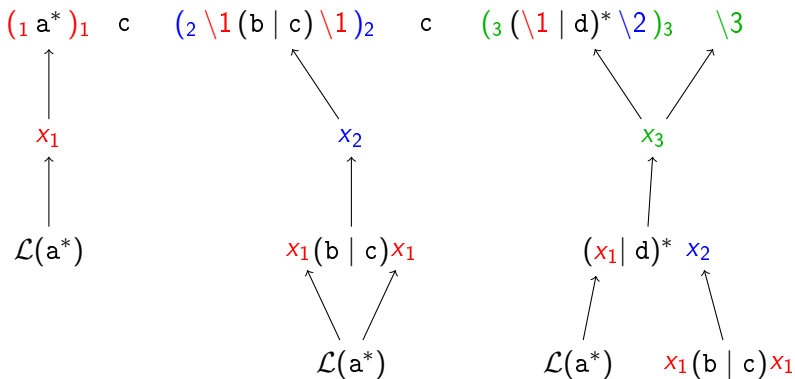 (₁ a* )₁ c (₂ \1 (b | c) \1 )₂ c (₃ (\1 | d)* \2 )₃ \3
x₁ x₂ x₃
ℒ(a*) x₁(b | c)x₁ (x₁| d)* x₂
ℒ(a*) ℒ(a*) x₁(b | c)x₁